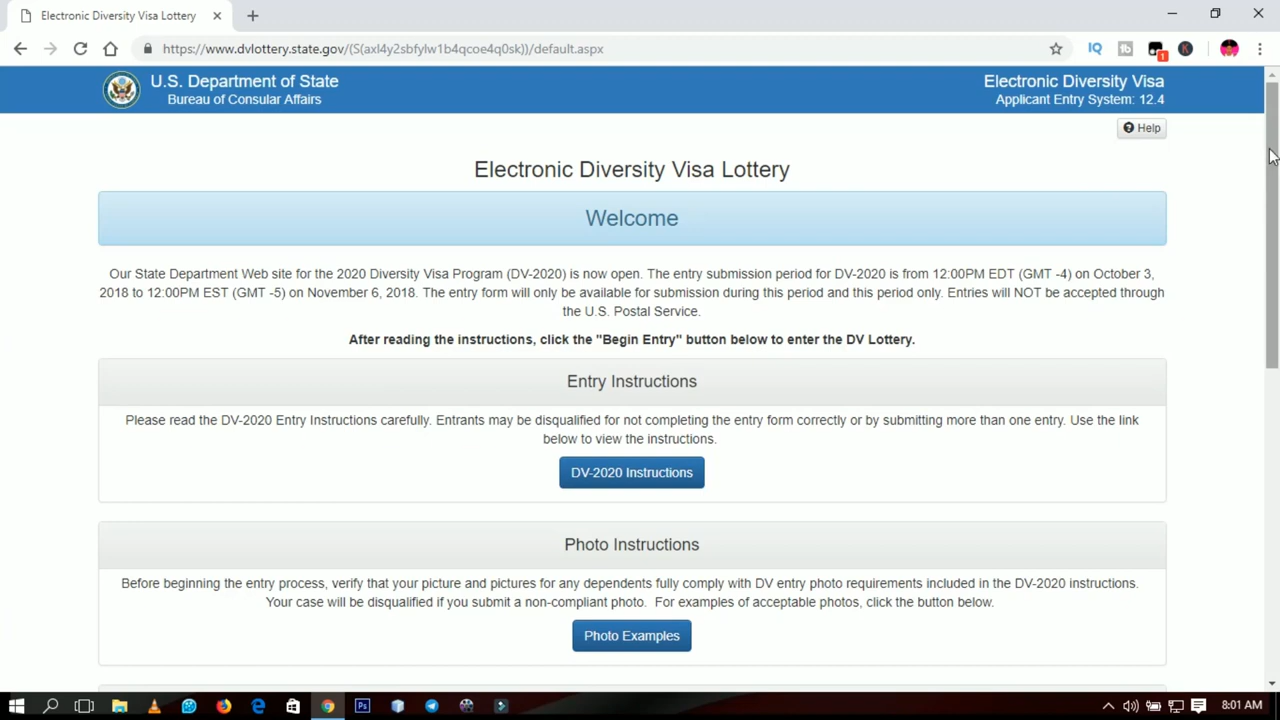 Electronic Diversity Visa Lottery
https://www.dvlottery.state.gov/(S(axl4y2sbfylw1b4qcoe4q0sk))/default.aspx
IQ
tb
1
K
U.S. Department of State
Bureau of Consular Affairs
Electronic Diversity Visa
Applicant Entry System: 12.4
Help
Electronic Diversity Visa Lottery
Welcome
Our State Department Web site for the 2020 Diversity Visa Program (DV-2020) is now open. The entry submission period for DV-2020 is from 12:00PM EDT (GMT -4) on October 3,
2018 to 12:00PM EST (GMT -5) on November 6, 2018. The entry form will only be available for submission during this period and this period only. Entries will NOT be accepted through
the U.S. Postal Service.
After reading the instructions, click the "Begin Entry" button below to enter the DV Lottery.
Entry Instructions
Please read the DV-2020 Entry Instructions carefully. Entrants may be disqualified for not completing the entry form correctly or by submitting more than one entry. Use the link
below to view the instructions.
DV-2020 Instructions
Photo Instructions
Before beginning the entry process, verify that your picture and pictures for any dependents fully comply with DV entry photo requirements included in the DV-2020 instructions.
Your case will be disqualified if you submit a non-compliant photo. For examples of acceptable photos, click the button below.
Photo Examples
Ps
8:01 AM